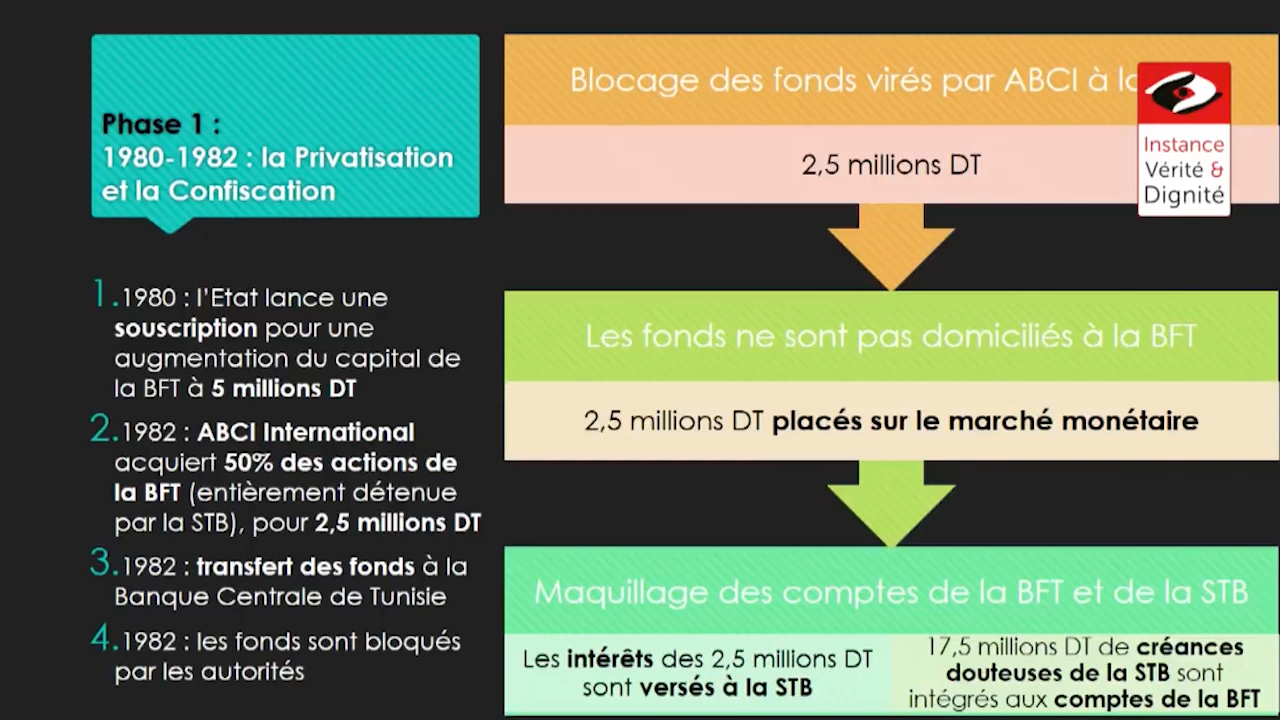 Phase 1 :
1980-1982 : la Privatisation
et la Confiscation
1.1980 : l'Etat lance une
souscription pour une
augmentation du capital de
la BFT à 5 millions DT
2.1982 : ABCI International
acquiert 50% des actions de
la BFT (entièrement détenue
par la STB), pour 2,5 millions DT
3.1982 : transfert des fonds à la
Banque Centrale de Tunisie
4.1982 : les fonds sont bloqués
par les autorités
Blocage des fonds virés par ABCI à
2,5 millions DT
Instance
Vérité &
Dignité
Les fonds ne sont pas domiciliés à la BFT
2,5 millions DT placés sur le marché monétaire
Maquillage des comptes de la BFT et de la STB
Les intérêts des 2,5 millions DT
sont versés à la STB
17,5 millions DT de créances
douteuses de la STB sont
intégrés aux comptes de la BFT